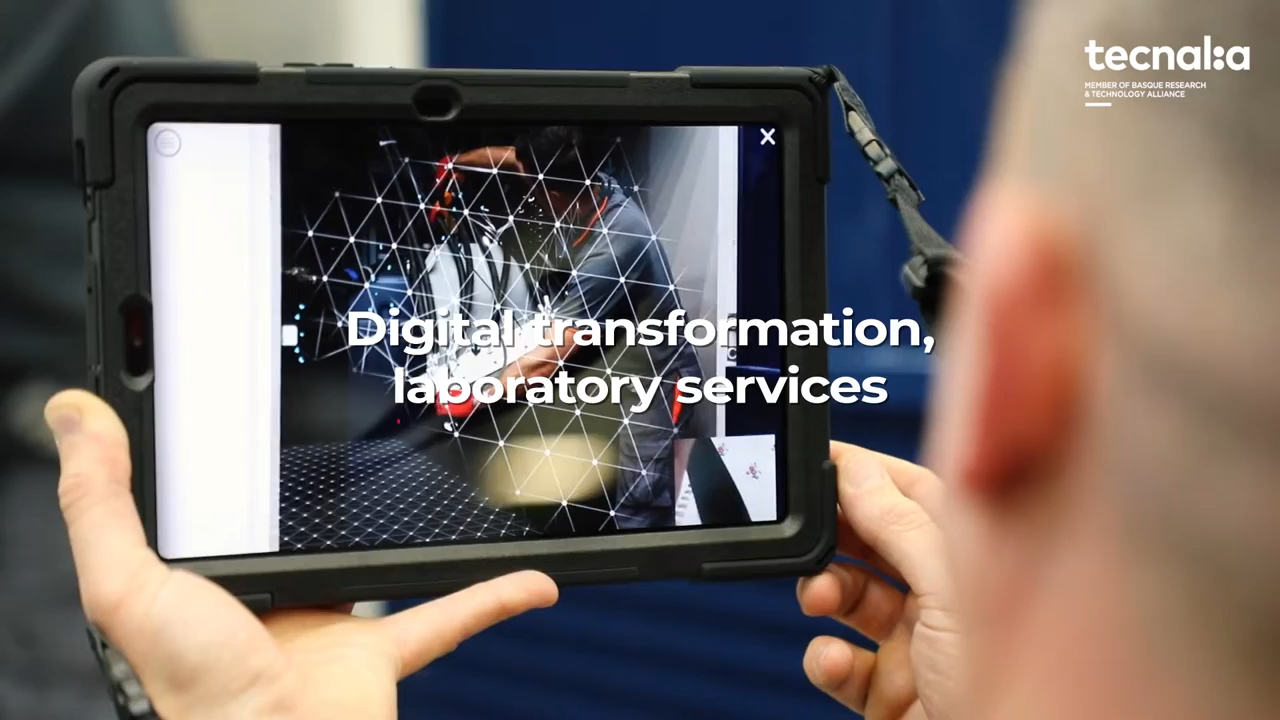 tecnal:a
MEMBER OF BASQUE RESEARCH
& TECHNOLOGY ALLIANCE
Digital transformation,
laboratory services